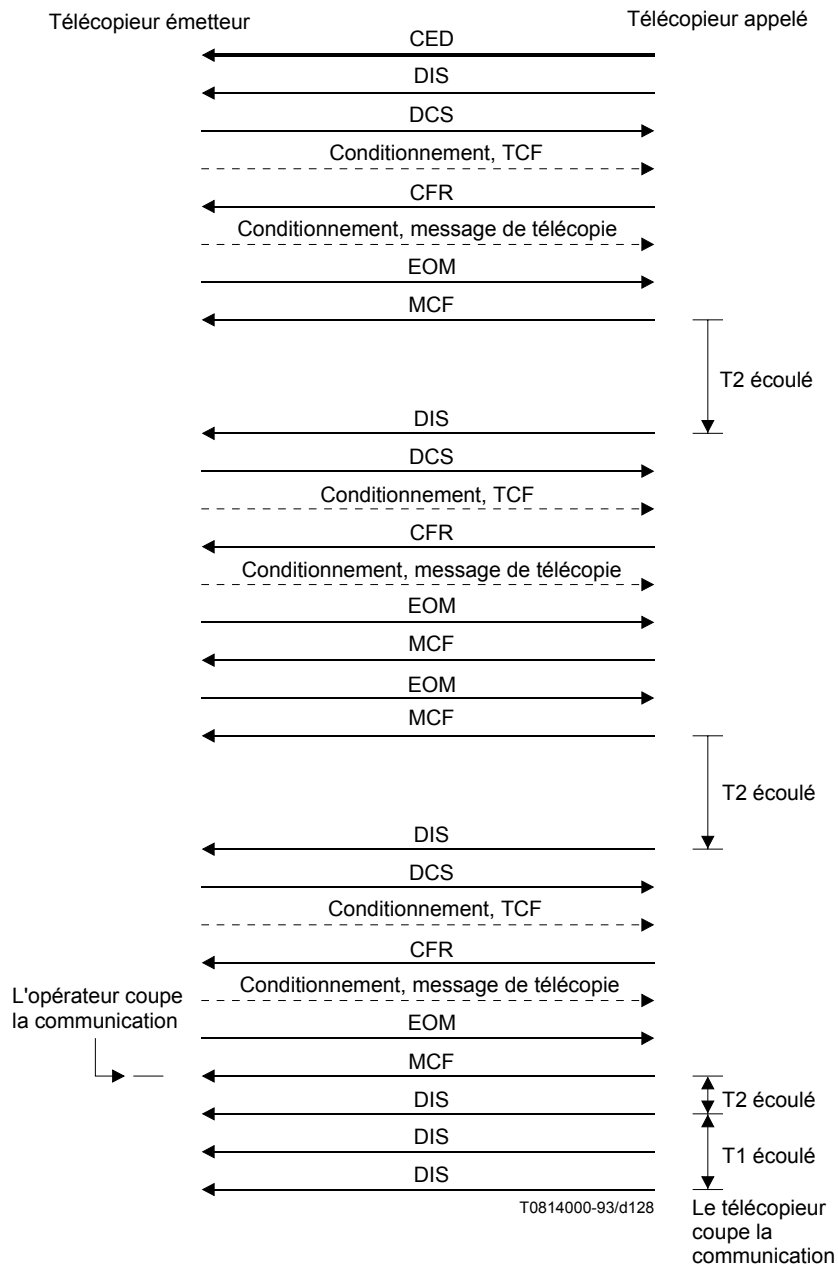 Télécopieur émetteur
Télécopieur appelé
CED
DIS
DCS
Conditionnement, TCF
CFR
Conditionnement, message de télécopie
EOM
MCF
T2 écoulé
DIS
DCS
Conditionnement, TCF
CFR
Conditionnement, message de télécopie
EOM
MCF
EOM
MCF
T2 écoulé
DIS
DCS
Conditionnement, TCF
CFR
Conditionnement, message de télécopie
L'opérateur coupe
la communication
EOM
MCF
T2 écoulé
DIS
DIS
T1 écoulé
DIS
T0814000-93/d128
Le télécopieur
coupe la
communication